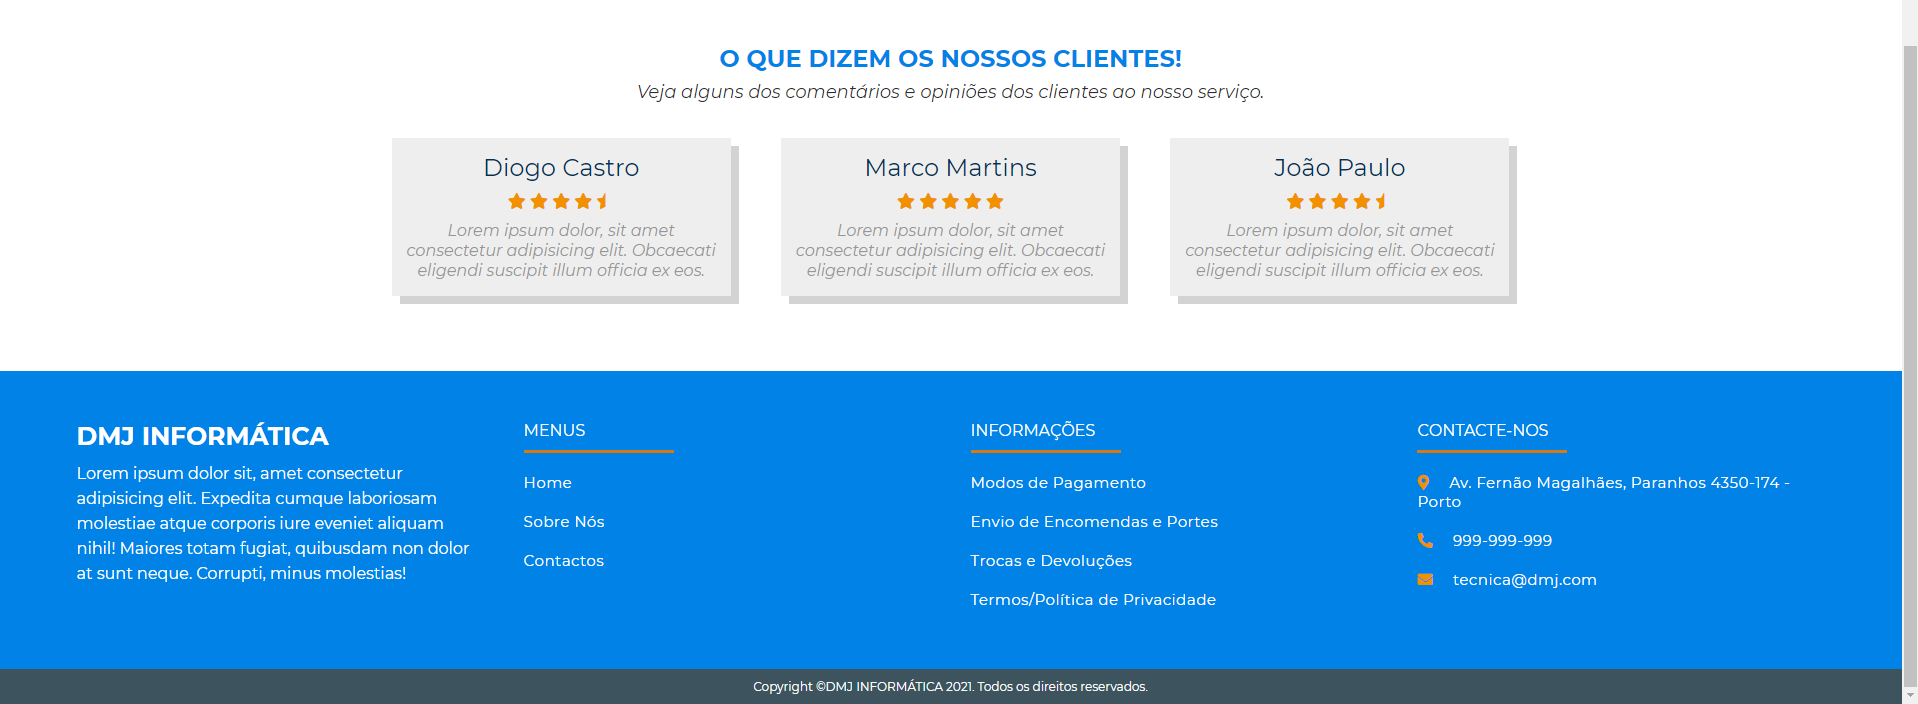 O QUE DIZEM OS NOSSOS CLIENTES!
Veja alguns dos comentários e opiniões dos clientes ao nosso serviço.
Diogo Castro
Lorem ipsum dolor, sit amet
consectetur adipisicing elit. Obcaecati
eligendi suscipit illum officia ex eos.
Marco Martins
Lorem ipsum dolor, sit amet
consectetur adipisicing elit. Obcaecati
eligendi suscipit illum officia ex eos.
João Paulo
Lorem ipsum dolor, sit amet
consectetur adipisicing elit. Obcaecati
eligendi suscipit illum officia ex eos.
DMJ INFORMÁTICA
Lorem ipsum dolor sit, amet consectetur
adipisicing elit. Expedita cumque laboriosam
molestiae atque corporis iure eveniet aliquam
nihil! Maiores totam fugiat, quibusdam non dolor
at sunt neque. Corrupti, minus molestias!
MENUS
Home
Sobre Nós
Contactos
INFORMAÇÕES
Modos de Pagamento
Envio de Encomendas e Portes
Trocas e Devoluções
Termos/Política de Privacidade
CONTACTE-NOS
Av. Fernão Magalhães, Paranhos 4350-174 -
Porto
999-999-999
tecnica@dmj.com
Copyright ©DMJ INFORMÁTICA 2021. Todos os direitos reservados.